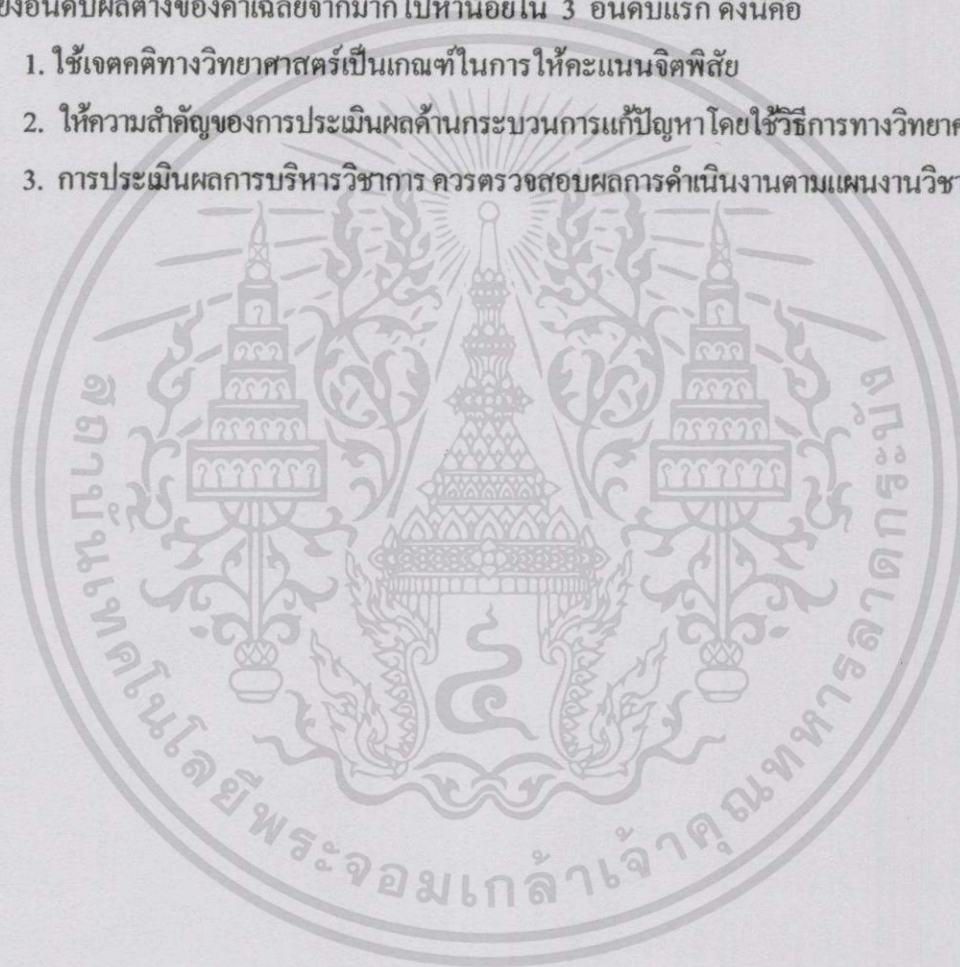 อันดับผลต่างของค่าเฉลี่ยจากมากไปหาน้อยใน 3 อันดับแรก ดังนี้คือ
1. ใช้เจตคติทางวิทยาศาสตร์เป็นเกณฑ์ในการให้คะแนนจิตพิสัย
2. ให้ความสำคัญของการประเมินผลด้านกระบวนการแก้ปัญหา โดยใช้วิธีการทาง
3. การประเมินผลการบริหารวิชาการ ควรตรวจสอบผลการดำเนินงานตามแผนงาน
สถาบันเทคโนโลยีพระจอมเกล้าเจ้าคุณทหารลาดกระบัง
๔